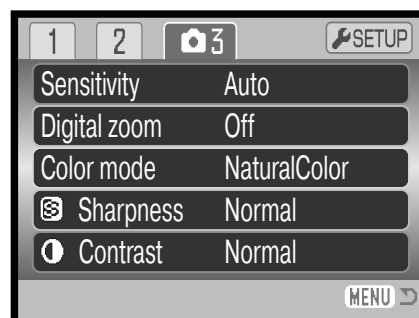 1 2 3 SETUP
Sensitivity Auto
Digital zoom Off
Color mode NaturalColor
Sharpness Normal
Contrast Normal
MENU